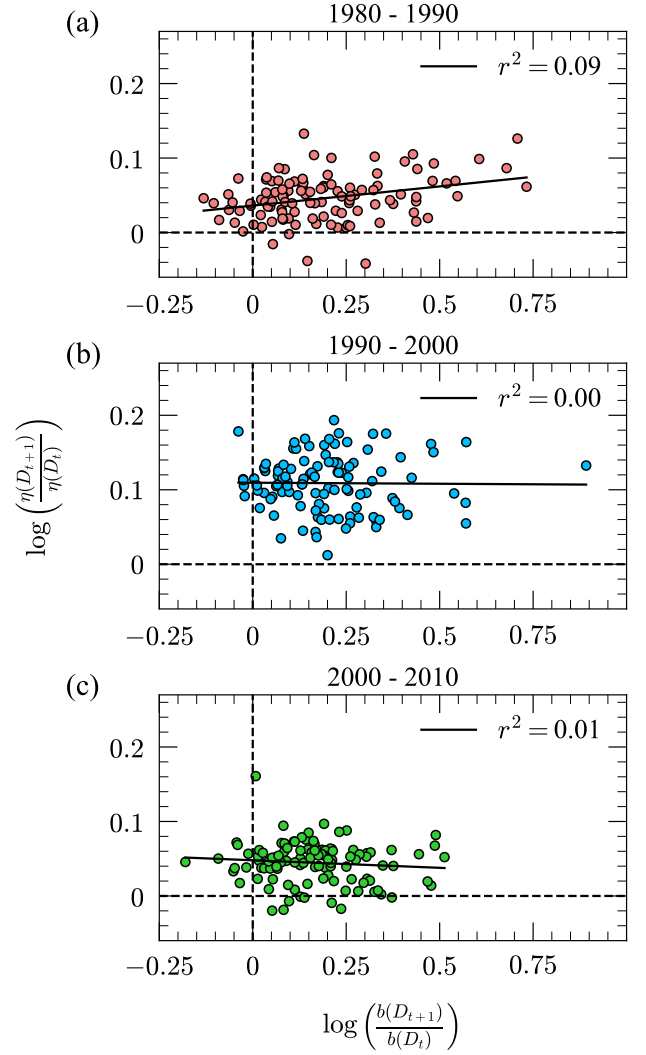 (a)
1980 - 1990
r² = 0.09
0.2
0.1
0
−0.25 0 0.25 0.50 0.75
(b)
1990 - 2000
r² = 0.00
0.2
0.1
0
−0.25 0 0.25 0.50 0.75
log(η(D_{t+1})/η(D_t))
(c)
2000 - 2010
r² = 0.01
0.2
0.1
0
−0.25 0 0.25 0.50 0.75
log(b(D_{t+1})/b(D_t))